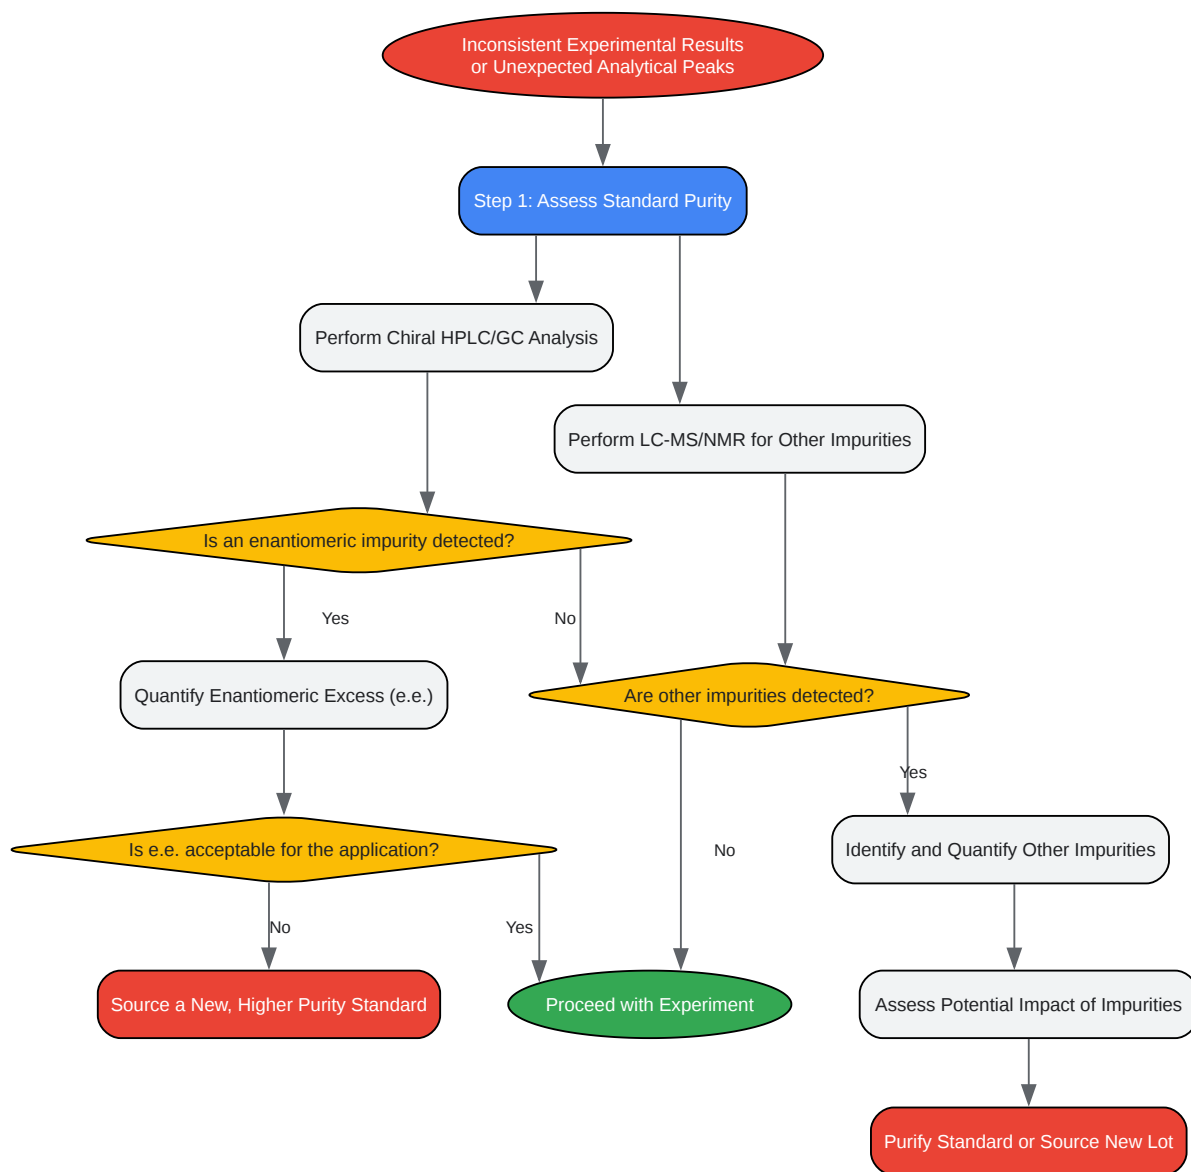 Inconsistent Experimental Results
or Unexpected Analytical Peaks
Step 1: Assess Standard Purity
Perform Chiral HPLC/GC Analysis
Perform LC-MS/NMR for Other Impurities
Is an enantiomeric impurity detected?
Yes
No
Quantify Enantiomeric Excess (e.e.)
Are other impurities detected?
Yes
Is e.e. acceptable for the application?
No
Identify and Quantify Other Impurities
No
Yes
Source a New, Higher Purity Standard
Proceed with Experiment
Assess Potential Impact of Impurities
Purify Standard or Source New Lot